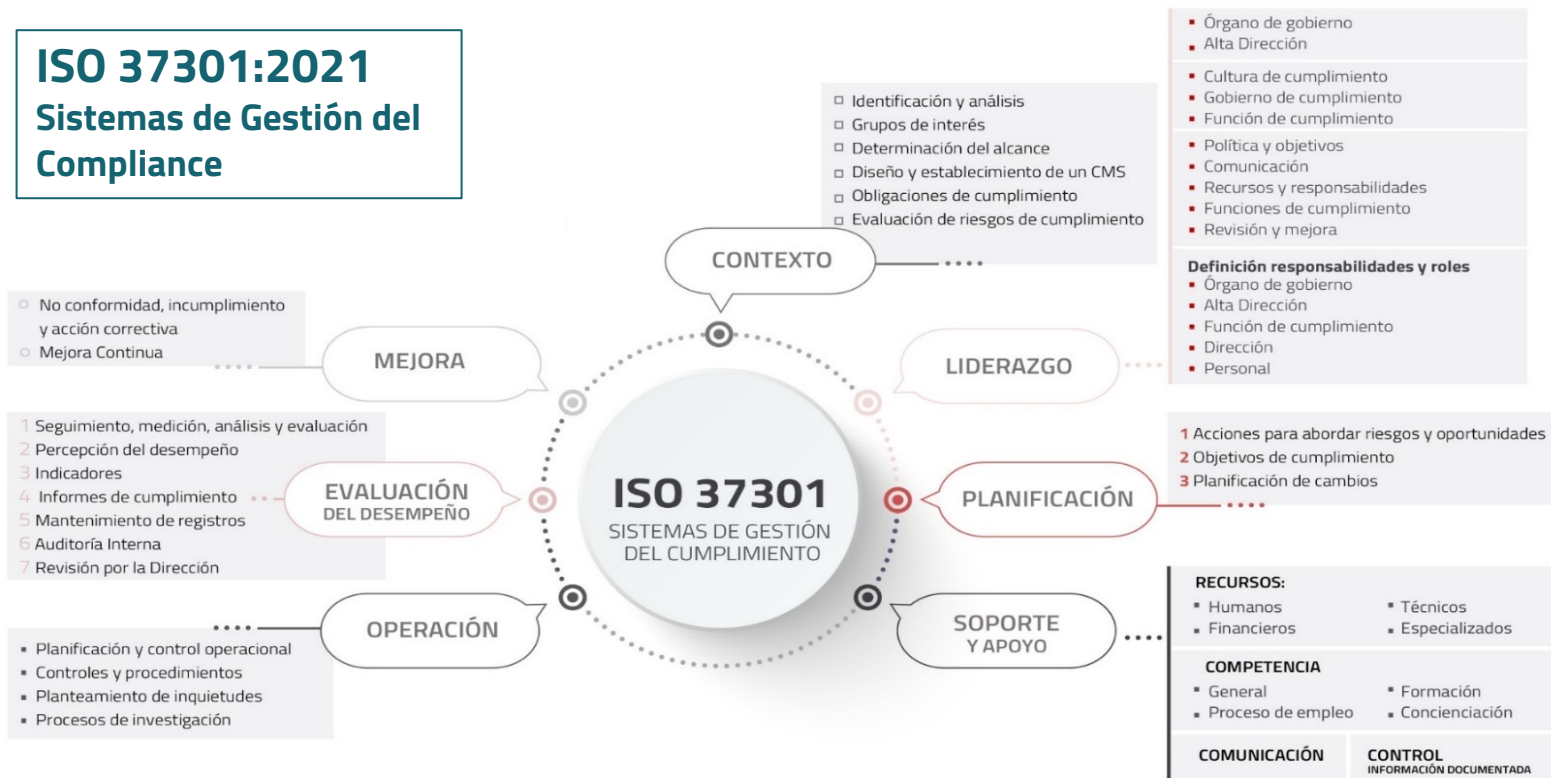 ISO 37301:2021
Sistemas de Gestión del
Compliance
Identificación y análisis
Grupos de interés
Determinación del alcance
Diseño y establecimiento de un CMS
Obligaciones de cumplimiento
Evaluación de riesgos de cumplimiento
CONTEXTO
Órgano de gobierno
Alta Dirección
Cultura de cumplimiento
Gobierno de cumplimiento
Función de cumplimiento
Política y objetivos
Comunicación
Recursos y responsabilidades
Funciones de cumplimiento
Revisión y mejora
Definición responsabilidades y roles
Órgano de gobierno
Alta Dirección
Función de cumplimiento
Dirección
Personal
LIDERAZGO
No conformidad, incumplimiento
y acción correctiva
Mejora Continua
MEJORA
1 Seguimiento, medición, análisis y evaluación
2 Percepción del desempeño
3 Indicadores
4 Informes de cumplimiento
5 Mantenimiento de registros
6 Auditoría Interna
7 Revisión por la Dirección
EVALUACIÓN
DEL DESEMPEÑO
ISO 37301
SISTEMAS DE GESTIÓN
DEL CUMPLIMIENTO
PLANIFICACIÓN
1 Acciones para abordar riesgos y oportunidades
2 Objetivos de cumplimiento
3 Planificación de cambios
OPERACIÓN
Planificación y control operacional
Controles y procedimientos
Planteamiento de inquietudes
Procesos de investigación
SOPORTE
Y APOYO
RECURSOS:
Humanos
Técnicos
Financieros
Especializados
COMPETENCIA
General
Formación
Proceso de empleo
Concienciación
COMUNICACIÓN
CONTROL
INFORMACIÓN DOCUMENTADA